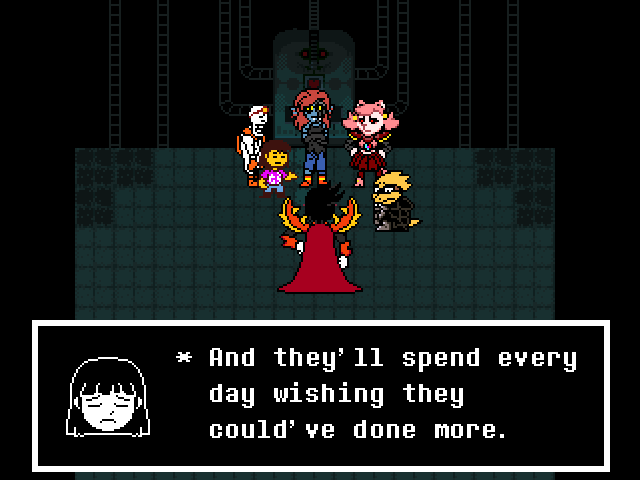 * And they'll spend every
day wishing they
could've done more.